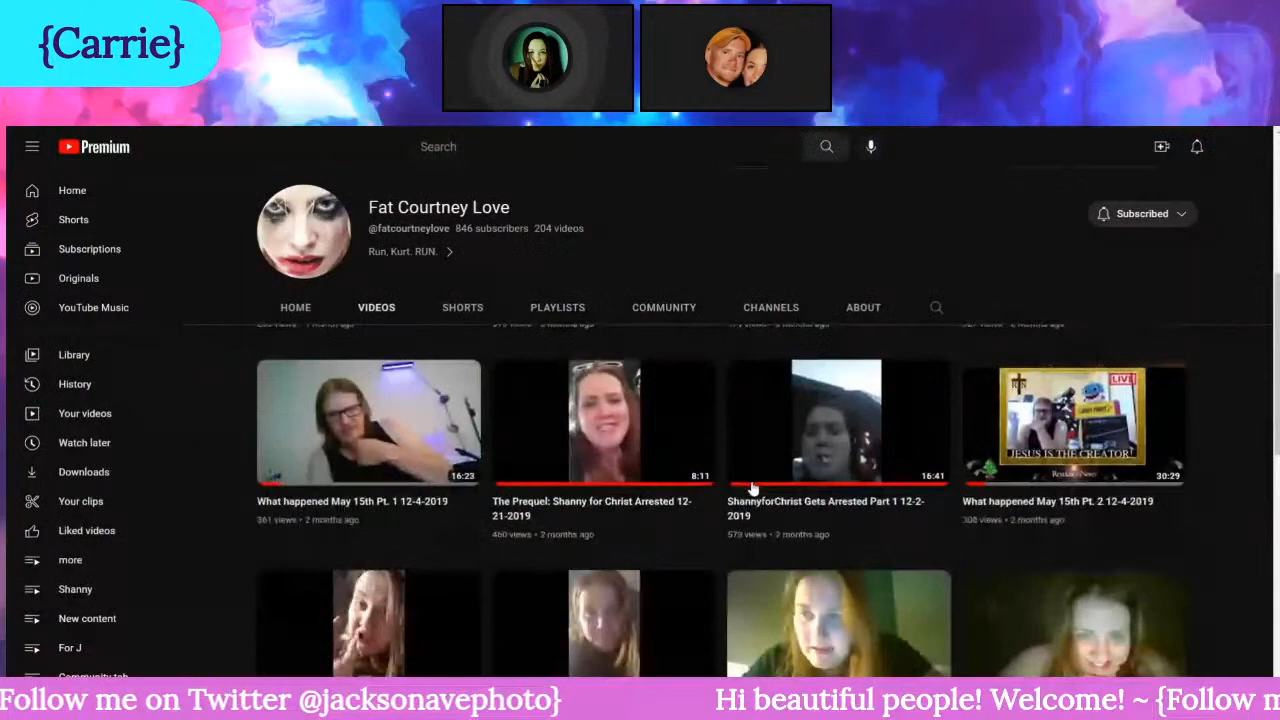 {Carrie}
Premium
Search
Home
Shorts
Subscriptions
Originals
YouTube Music
Library
History
Your videos
Watch later
Downloads
Your clips
Liked videos
more
Shanny
New content
For J
Community tab
Fat Courtney Love
@fatcourtneylove 846 subscribers 204 videos
Run, Kurt. RUN.
Subscribed
HOME VIDEOS SHORTS PLAYLISTS COMMUNITY CHANNELS ABOUT
16:23
What happened May 15th Pt. 1 12-4-2019
361 views • 2 months ago
8:11
The Prequel: Shanny for Christ Arrested 12-
21-2019
460 views • 2 months ago
16:41
ShannyforChrist Gets Arrested Part 1 12-2-
2019
573 views • 2 months ago
LIVE
JESUS IS THE CREATOR!
30:29
What happened May 15th Pt. 2 12-4-2019
308 views • 2 months ago
Follow me on Twitter @jacksonavephoto} Hi beautiful people! Welcome! ~ {Follow m